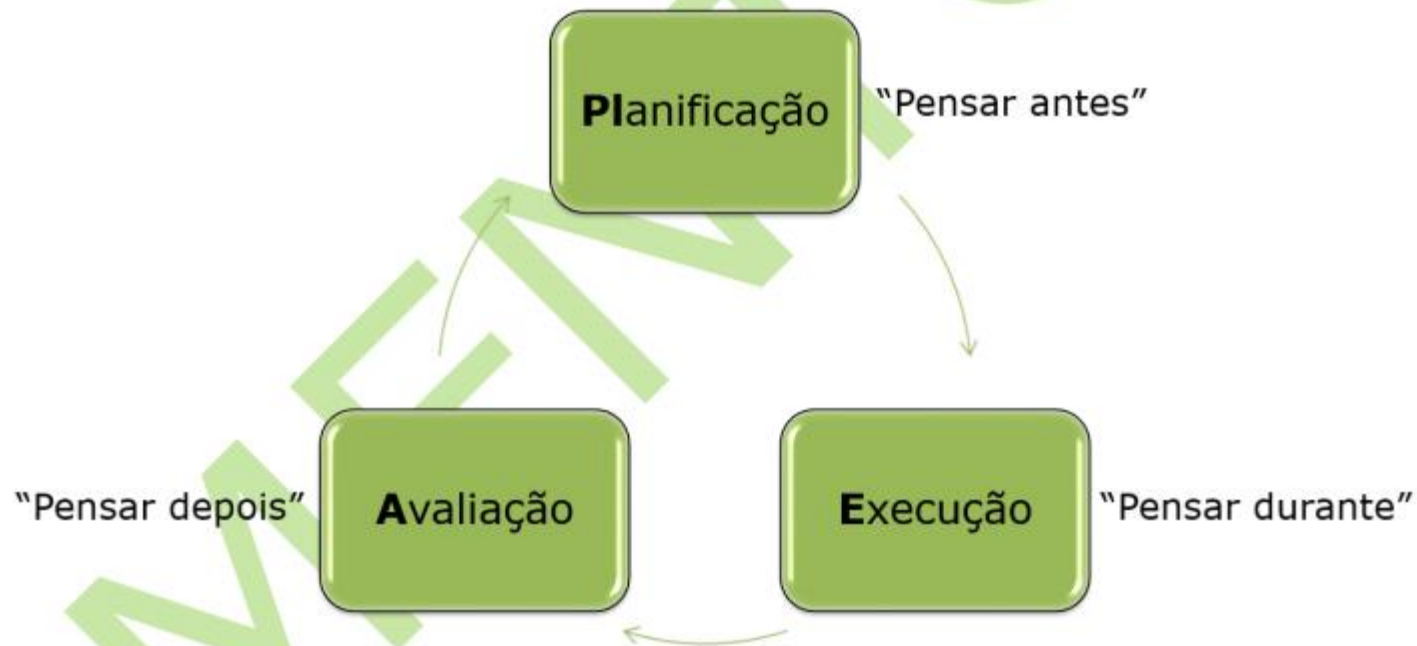 Planificação
“Pensar antes”
“Pensar depois”
Avaliação
Execução
“Pensar durante”